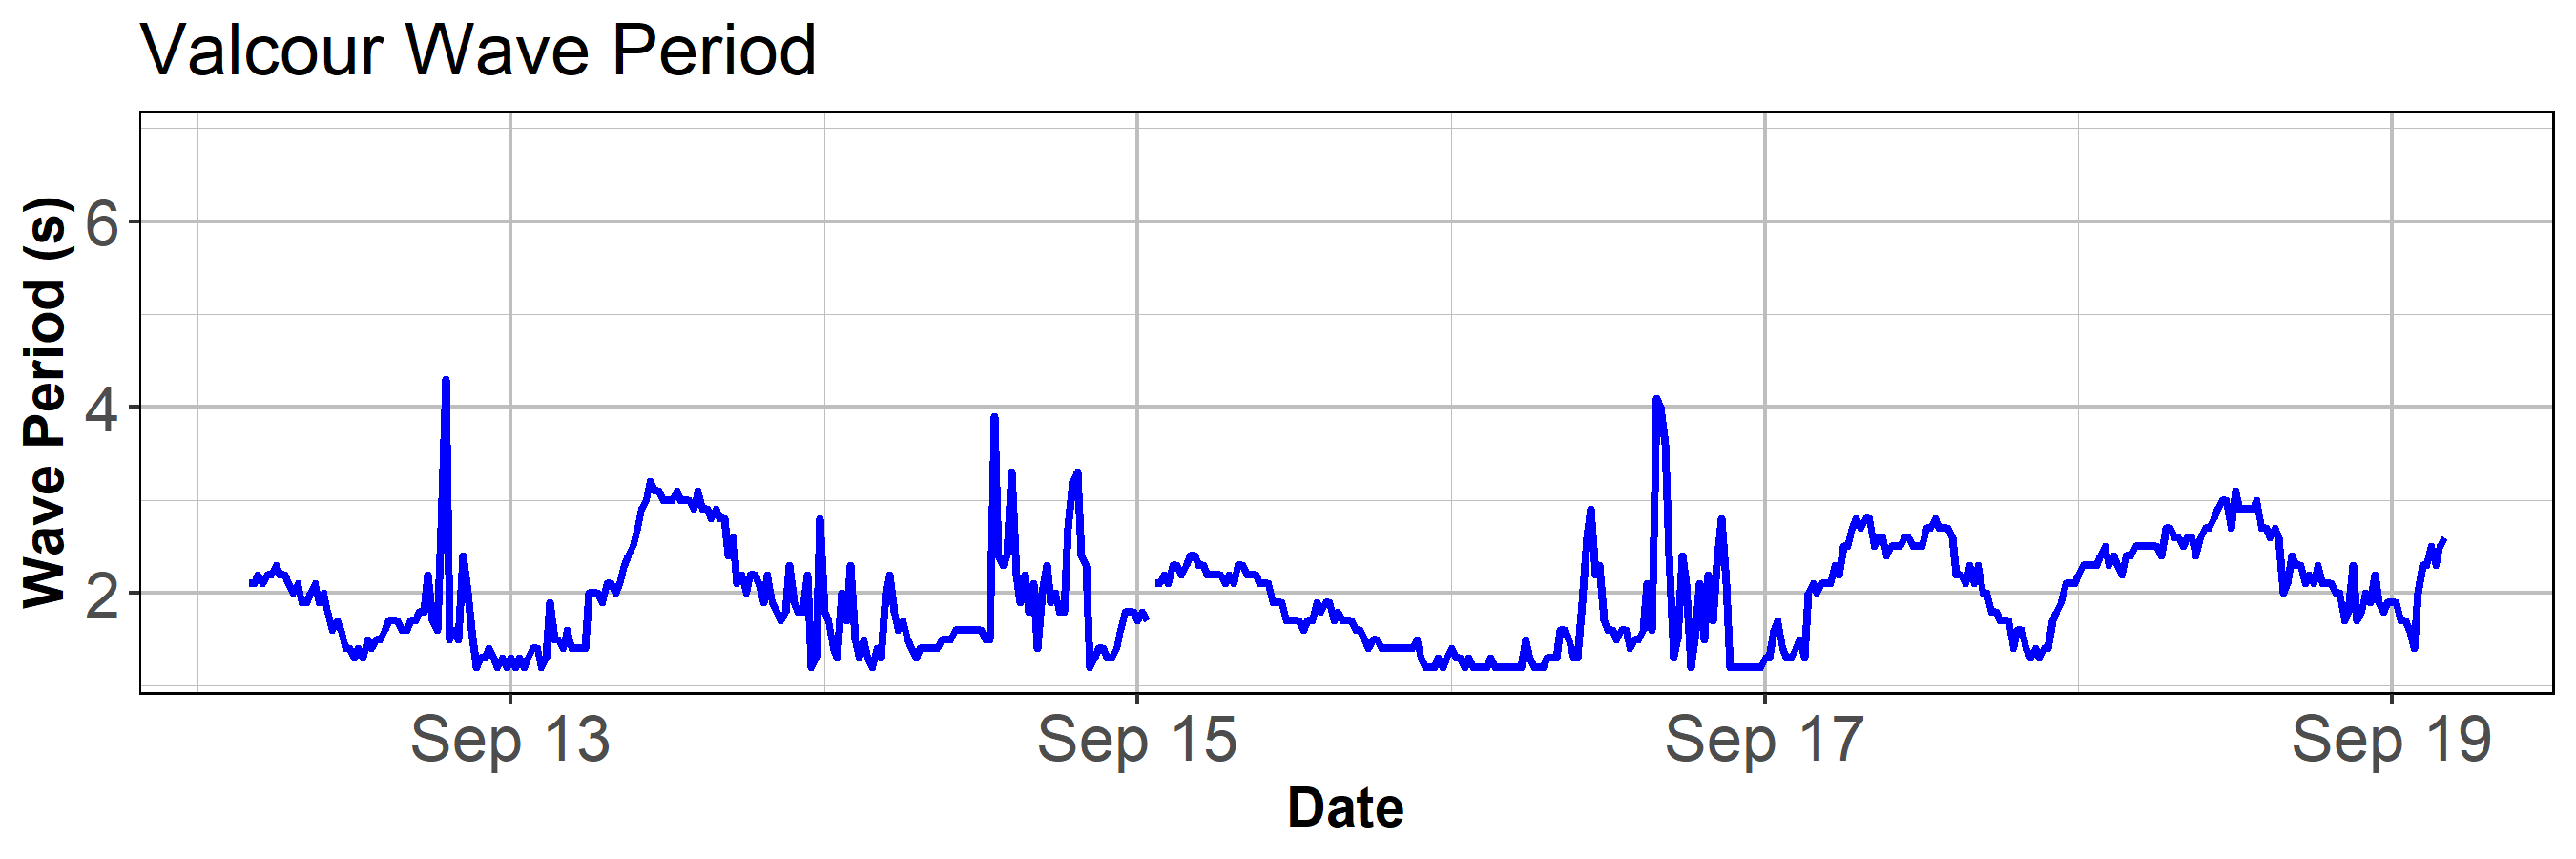 Valcour Wave Period
Wave Period (s)
6
4
2
Sep 13
Sep 15
Sep 17
Sep 19
Date